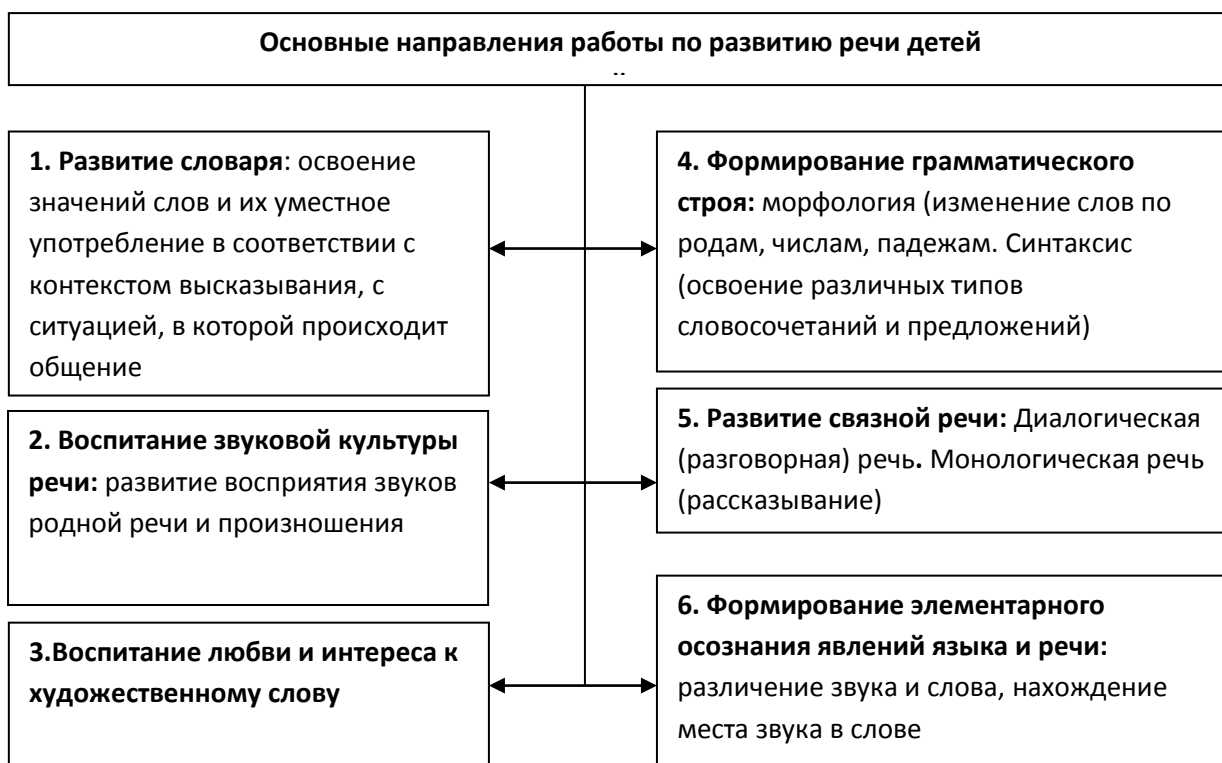 Основные направления работы по развитию речи детей
1. Развитие словаря: освоение
значений слов и их уместное
употребление в соответствии с
контекстом высказывания, с
ситуацией, в которой происходит
общение
2. Воспитание звуковой культуры
речи: развитие восприятия звуков
родной речи и произношения
3.Воспитание любви и интереса к
художественному слову
4. Формирование грамматического
строя: морфология (изменение слов по
родам, числам, падежам. Синтаксис
(освоение различных типов
словосочетаний и предложений)
5. Развитие связной речи: Диалогическая
(разговорная) речь. Монологическая речь
(рассказывание)
6. Формирование элементарного
осознания явлений языка и речи:
различение звука и слова, нахождение
места звука в слове